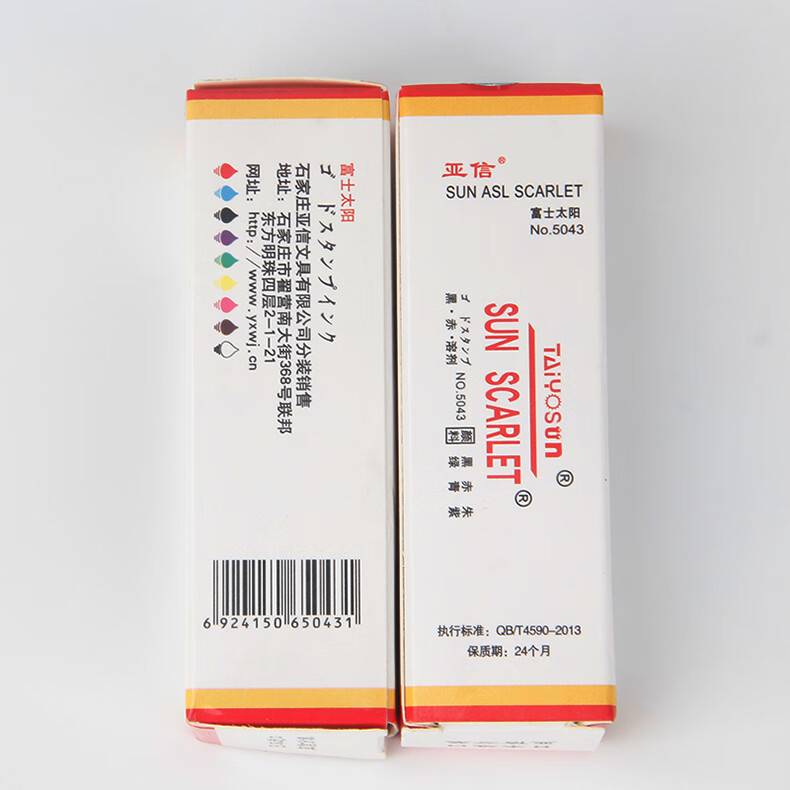 富士太阳
ゴ ドスタンプインク
石家庄亚信文具有限公司分装销售
地址: 石家庄市翟营南大街368号联邦
东方明珠四层2-1-21
网址: http://www.yxwj.cn
6 924150 650431
亚信®
SUN ASL SCARLET
富士太阳
No.5043
TAiYOSUn®
SUN SCARLET®
ゴ ドスタンプ NO.5043 顔料 黒 赤 朱
黒・赤・溶剂 绿 青 紫
执行标准: QB/T4590-2013
保质期: 24个月